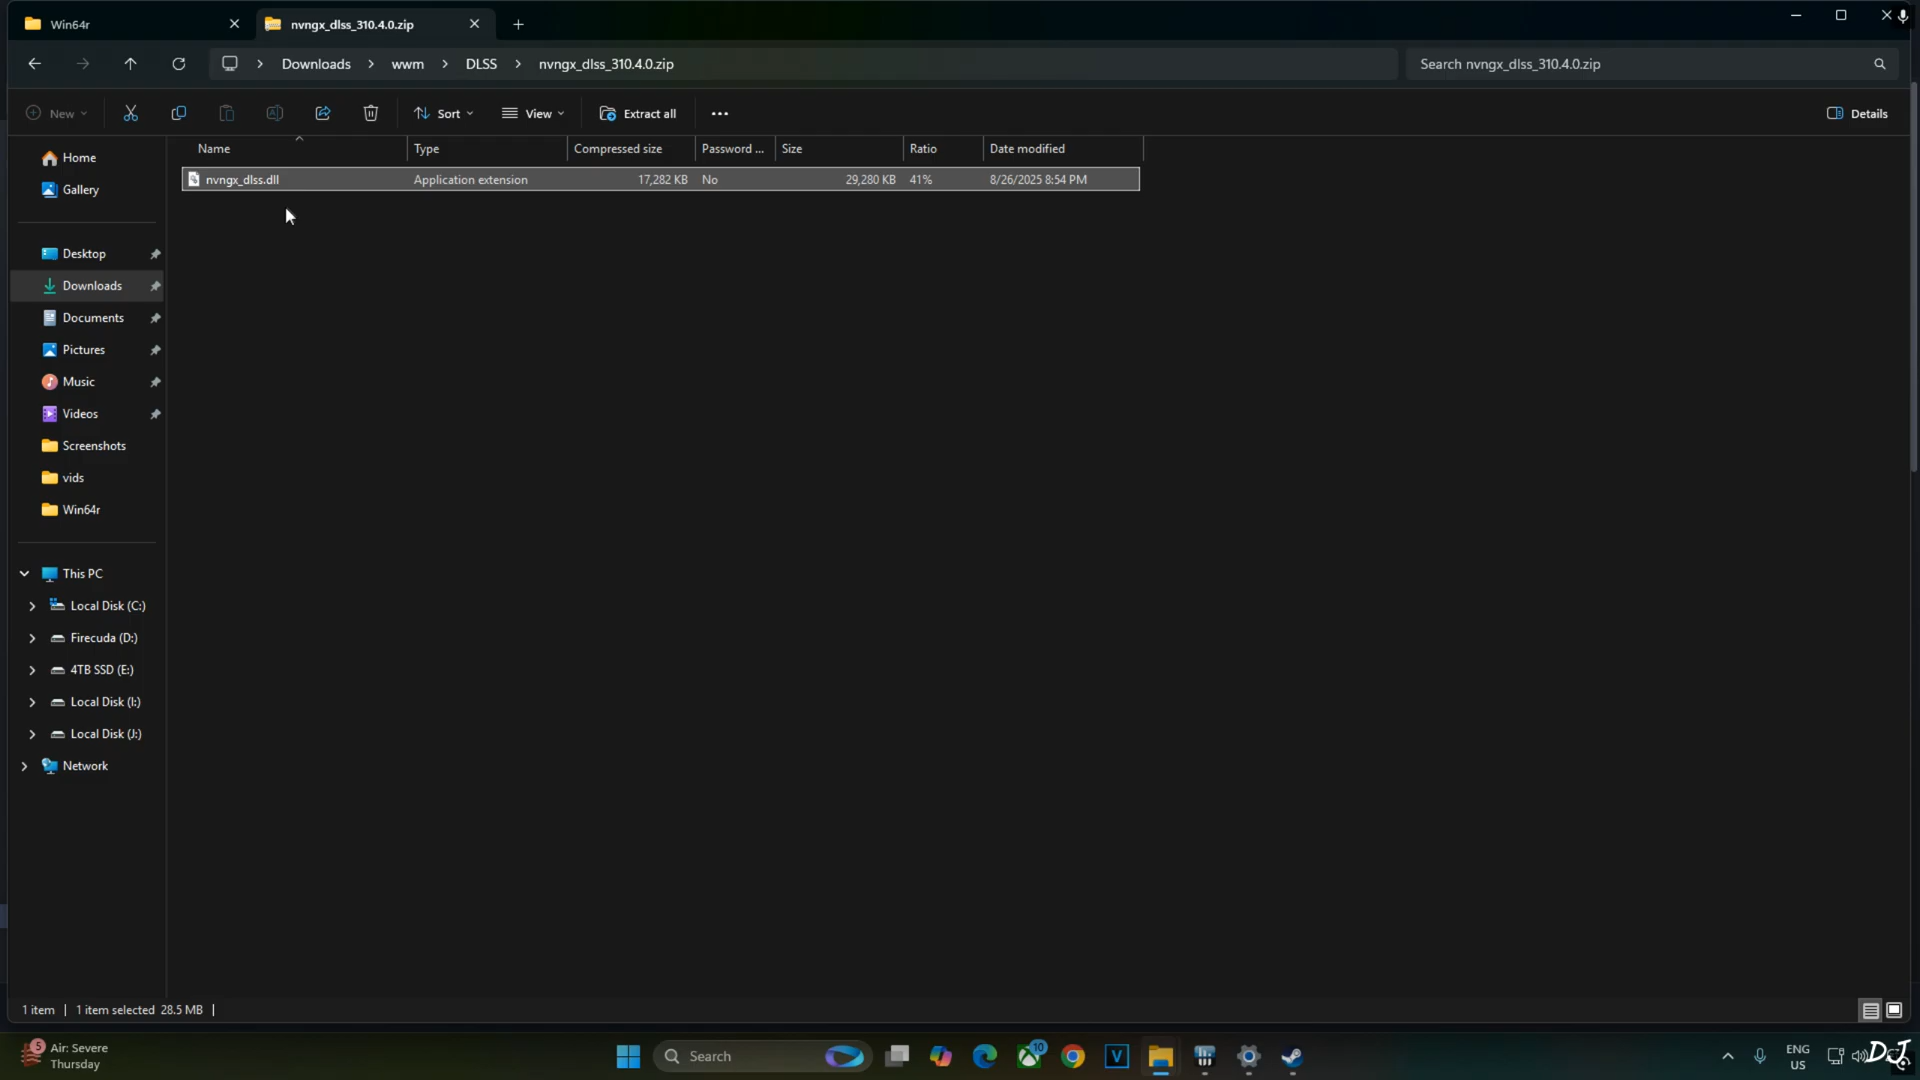 Win64r
nvngx_dlss_310.4.0.zip
Downloads > wwm > DLSS > nvngx_dlss_310.4.0.zip
Search nvngx_dlss_310.4.0.zip
New
Sort
View
Extract all
Details
Name
Type
Compressed size
Password ...
Size
Ratio
Date modified
nvngx_dlss.dll
Application extension
17,282 KB
No
29,280 KB
41%
8/26/2025 8:54 PM
Home
Gallery
Desktop
Downloads
Documents
Pictures
Music
Videos
Screenshots
vids
Win64r
This PC
Local Disk (C:)
Firecuda (D:)
4TB SSD (E:)
Local Disk (I:)
Local Disk (J:)
Network
1 item
1 item selected 28.5 MB
5
Air: Severe
Thursday
Search
10
V
ENG
US
DJ